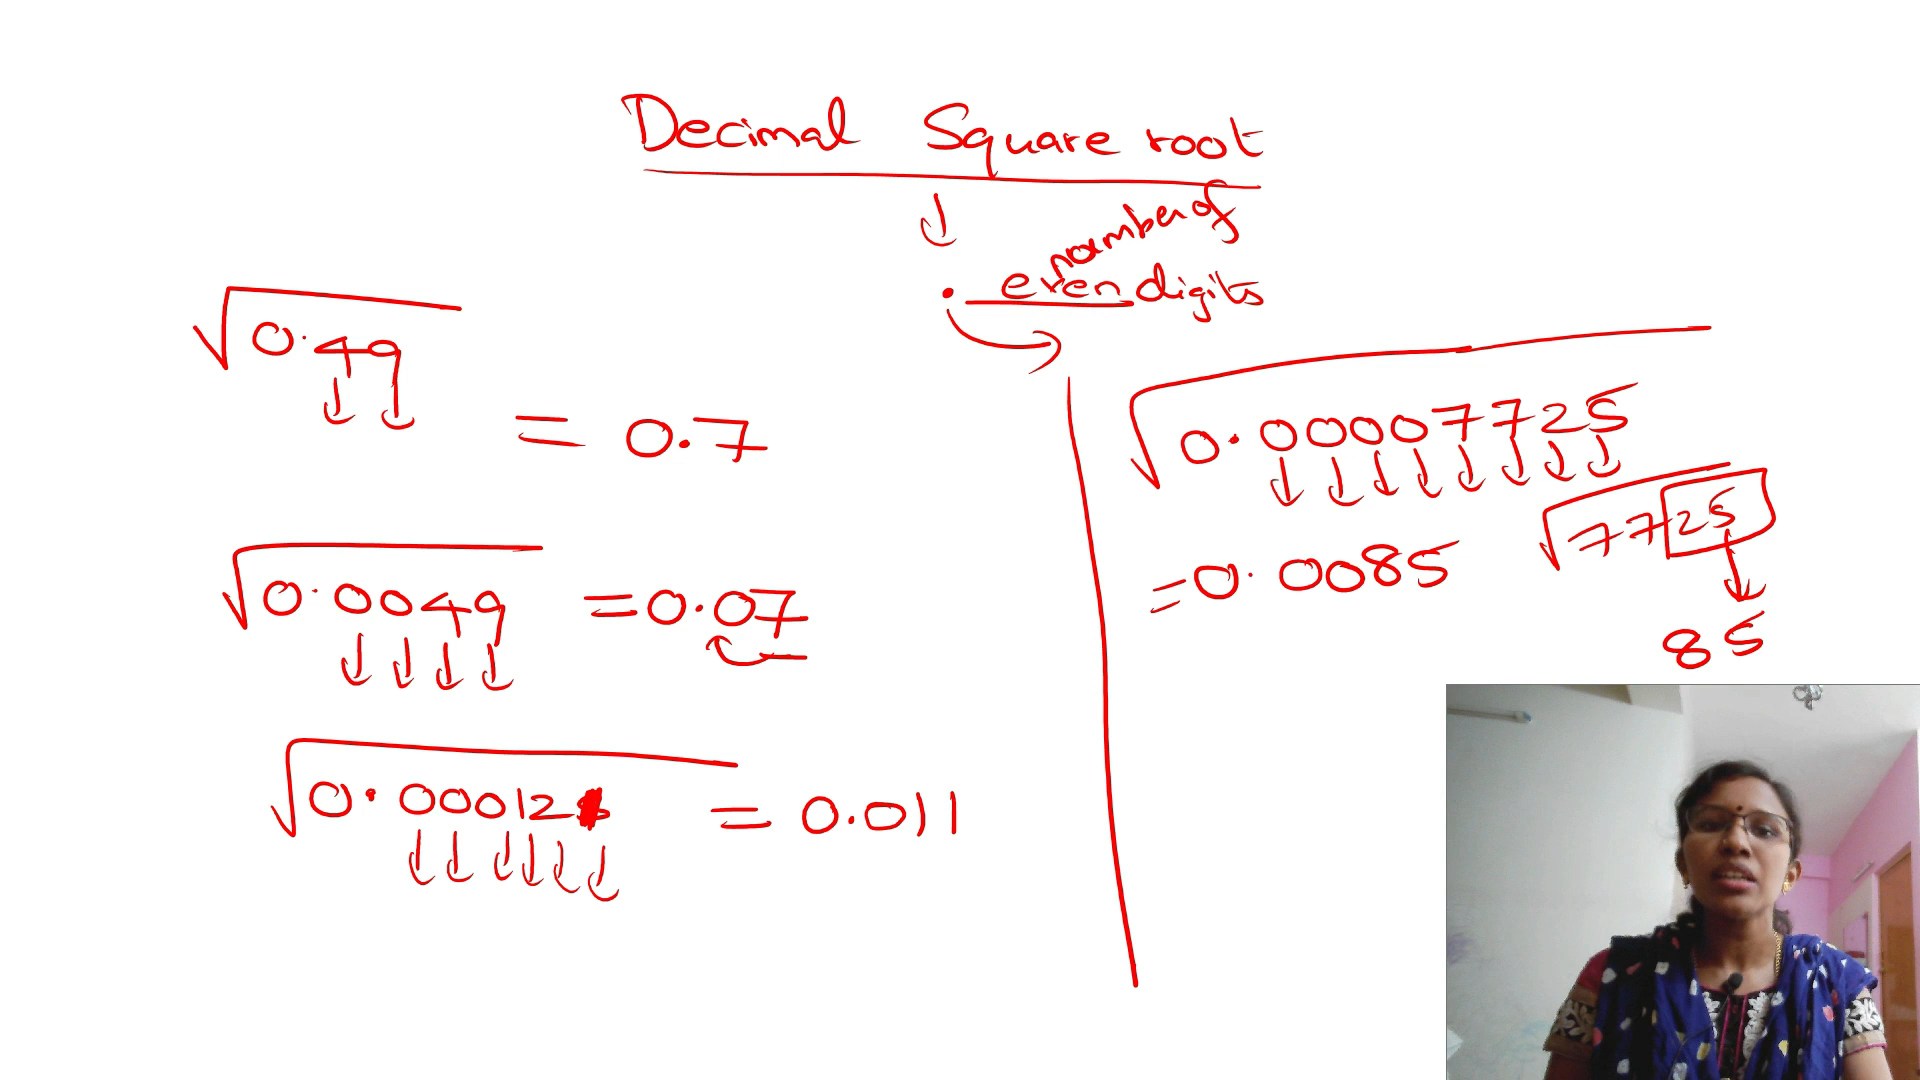 Decimal Square root
number of
. even digits
√0.49
= 0.7
√0.0049 = 0.07
√0.00012 = 0.011
√0.00007725
= 0.0085
√7725
85